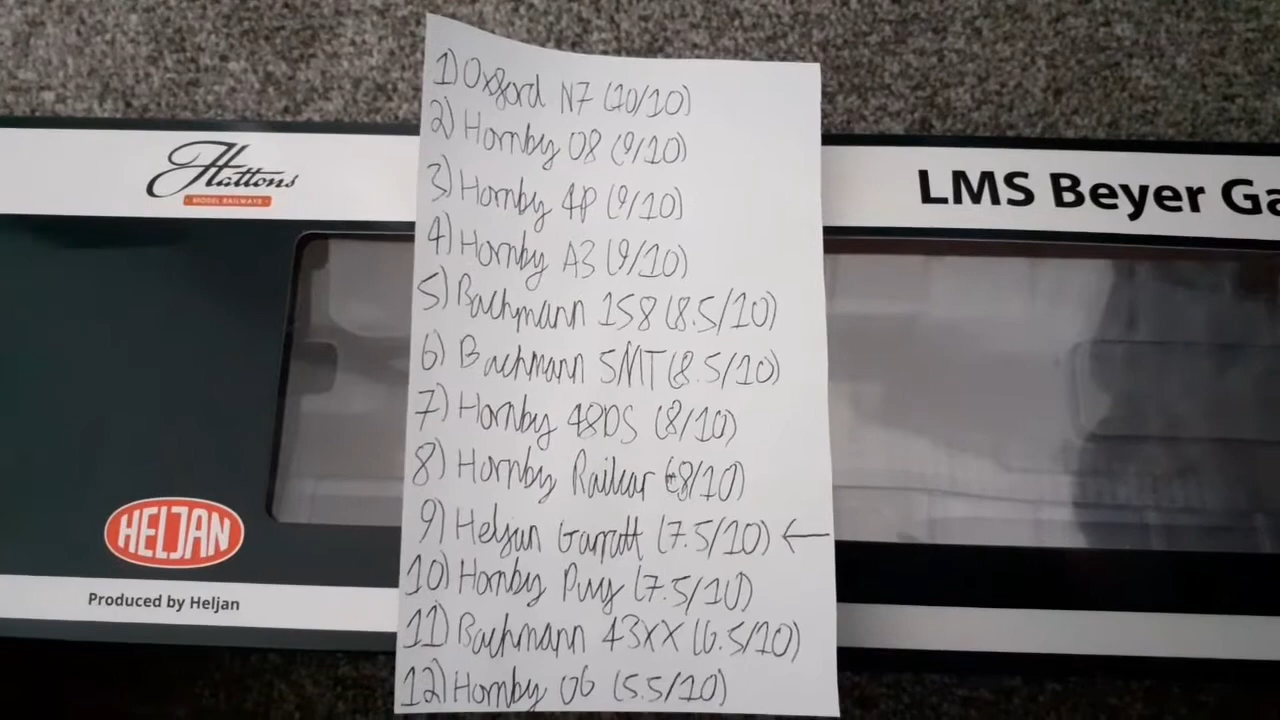 1) Oxford N7 (10/10)
2) Hornby 08 (9/10)
3) Hornby 4P (9/10)
4) Hornby A3 (9/10)
5) Bachmann 158 (8.5/10)
6) Bachmann 5MT (8.5/10)
7) Hornby 48DS (8/10)
8) Hornby Railcar (8/10)
9) Heljan Garratt (7.5/10) ←
10) Hornby Pug (7.5/10)
11) Bachmann 43XX (6.5/10)
12) Hornby 06 (5.5/10)
Hattons
MODEL RAILWAYS
HELJAN
Produced by Heljan
LMS Beyer Ga